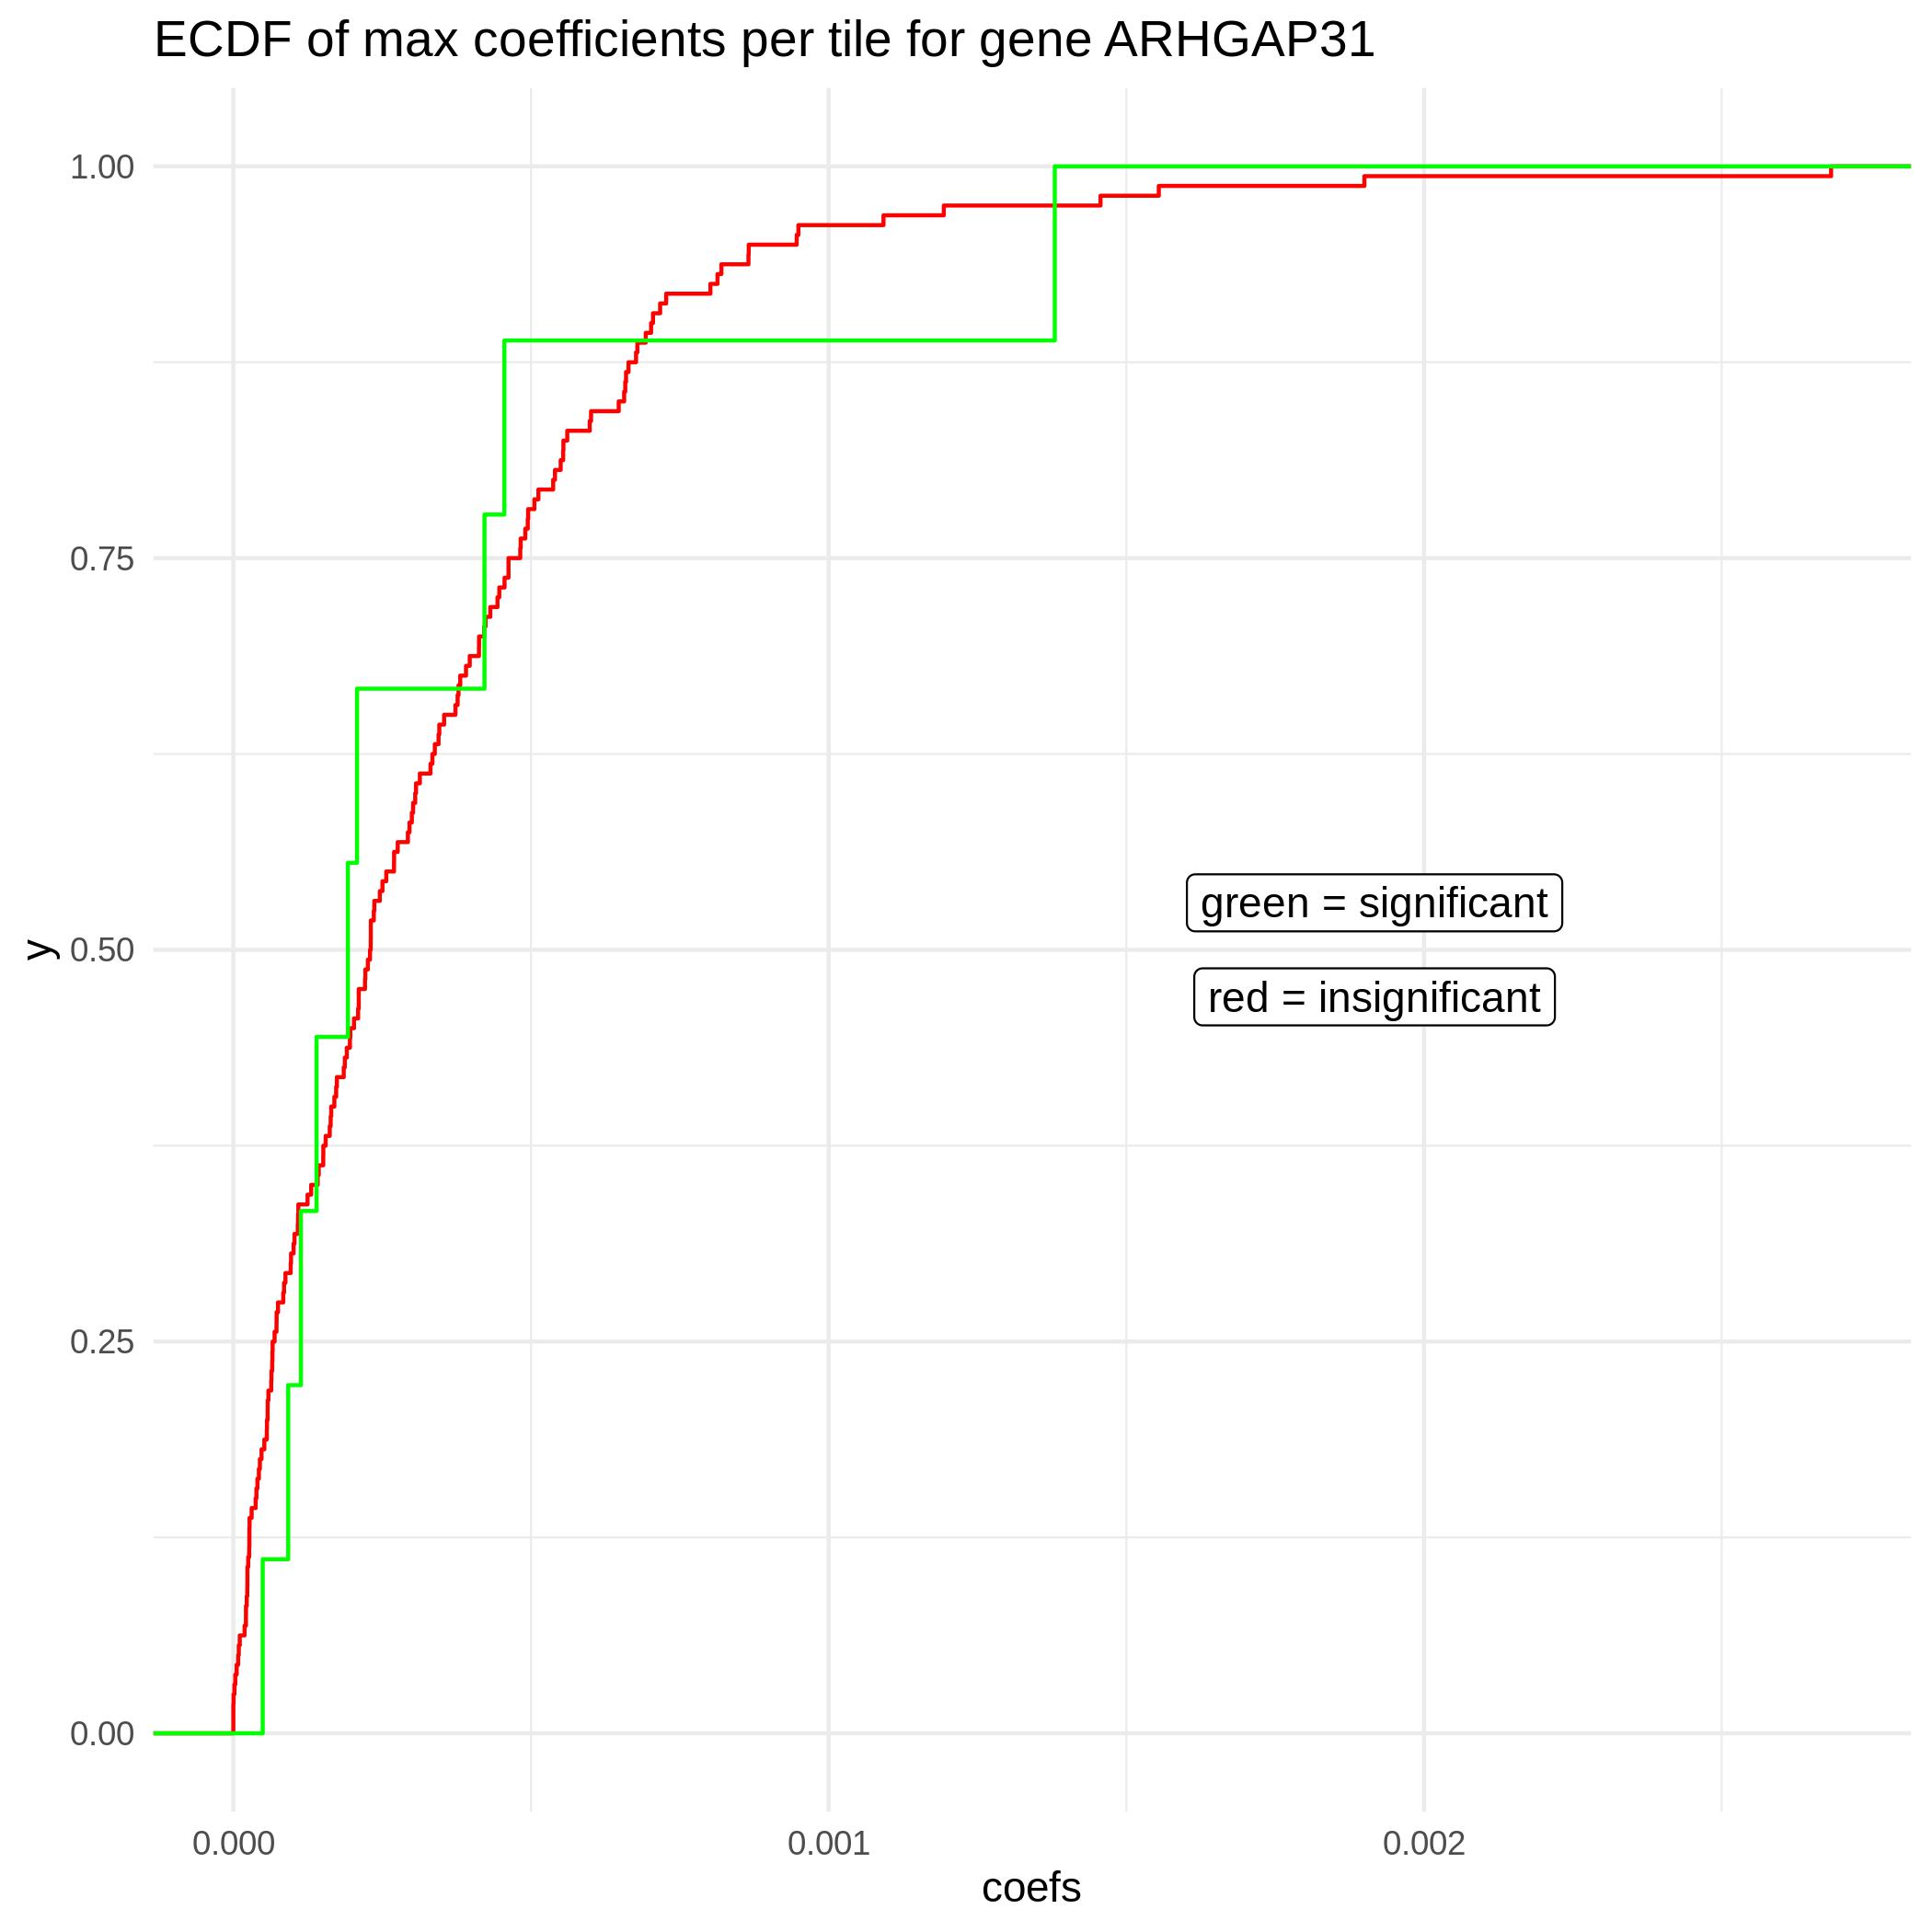 ECDF of max coefficients per tile for gene ARHGAP31
1.00
0.75
0.50
0.25
0.00
y
green = significant
red = insignificant
0.000
0.001
0.002
coefs